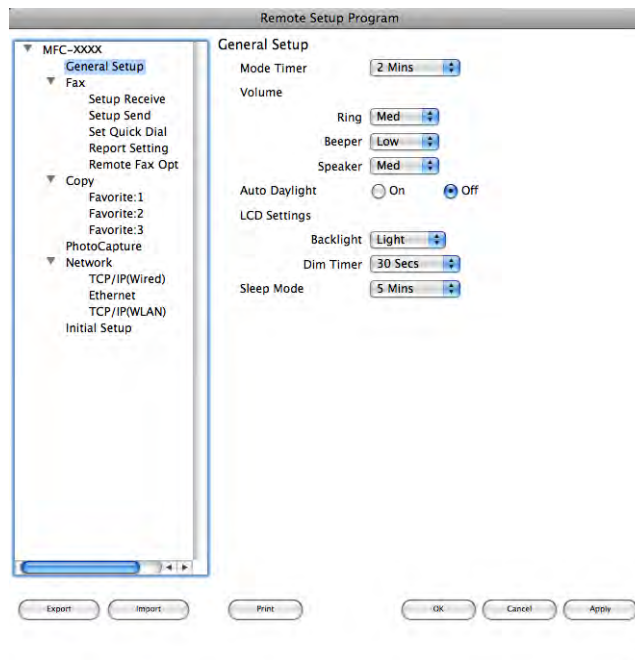 Remote Setup Program
MFC-XXXX
General Setup
Fax
Setup Receive
Setup Send
Set Quick Dial
Report Setting
Remote Fax Opt
Copy
Favorite:1
Favorite:2
Favorite:3
PhotoCapture
Network
TCP/IP(Wired)
Ethernet
TCP/IP(WLAN)
Initial Setup
General Setup
Mode Timer 2 Mins
Volume
Ring Med
Beeper Low
Speaker Med
Auto Daylight On Off
LCD Settings
Backlight Light
Dim Timer 30 Secs
Sleep Mode 5 Mins
Export Import Print OK Cancel Apply